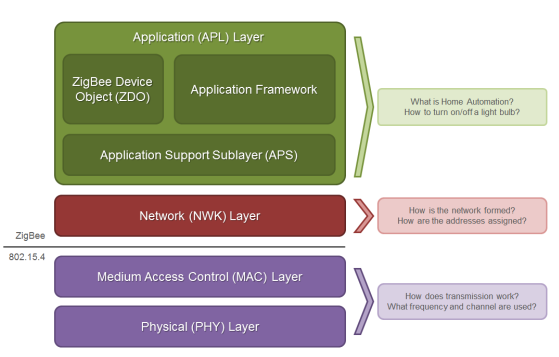 Application (APL) Layer
ZigBee Device
Object (ZDO)
Application Framework
Application Support Sublayer (APS)
What is Home Automation?
How to turn on/off a light bulb?
Network (NWK) Layer
How is the network formed?
How are the addresses assigned?
ZigBee
802.15.4
Medium Access Control (MAC) Layer
How does transmission work?
What frequency and channel are used?
Physical (PHY) Layer